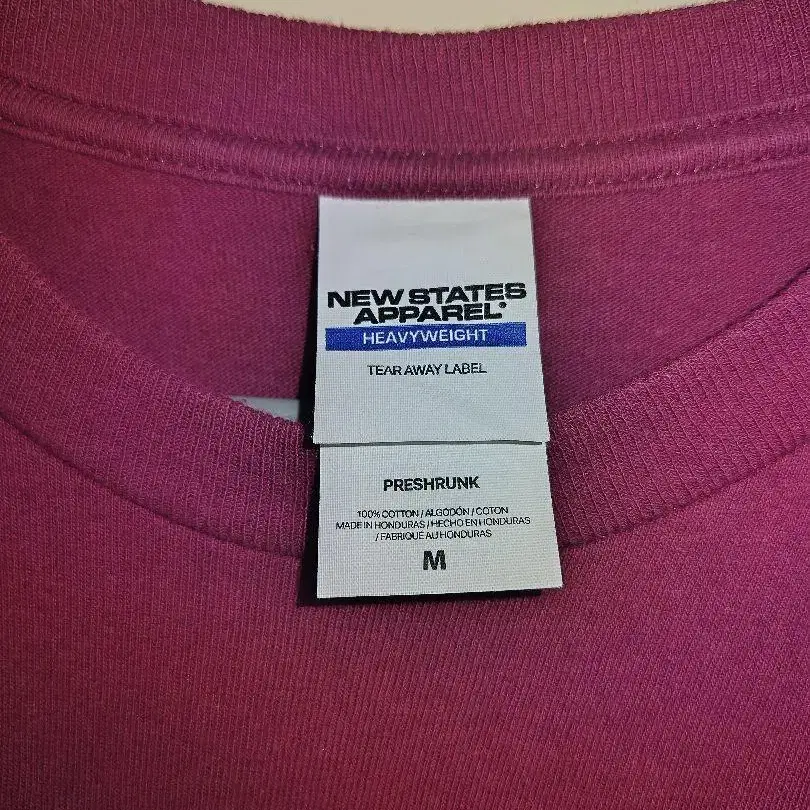 NEW STATES
APPAREL®
HEAVYWEIGHT
TEAR AWAY LABEL
PRESHRUNK
100% COTTON / ALGODÓN / COTON
MADE IN HONDURAS / HECHO EN HONDURAS
/ FABRIQUÉ AU HONDURAS
M